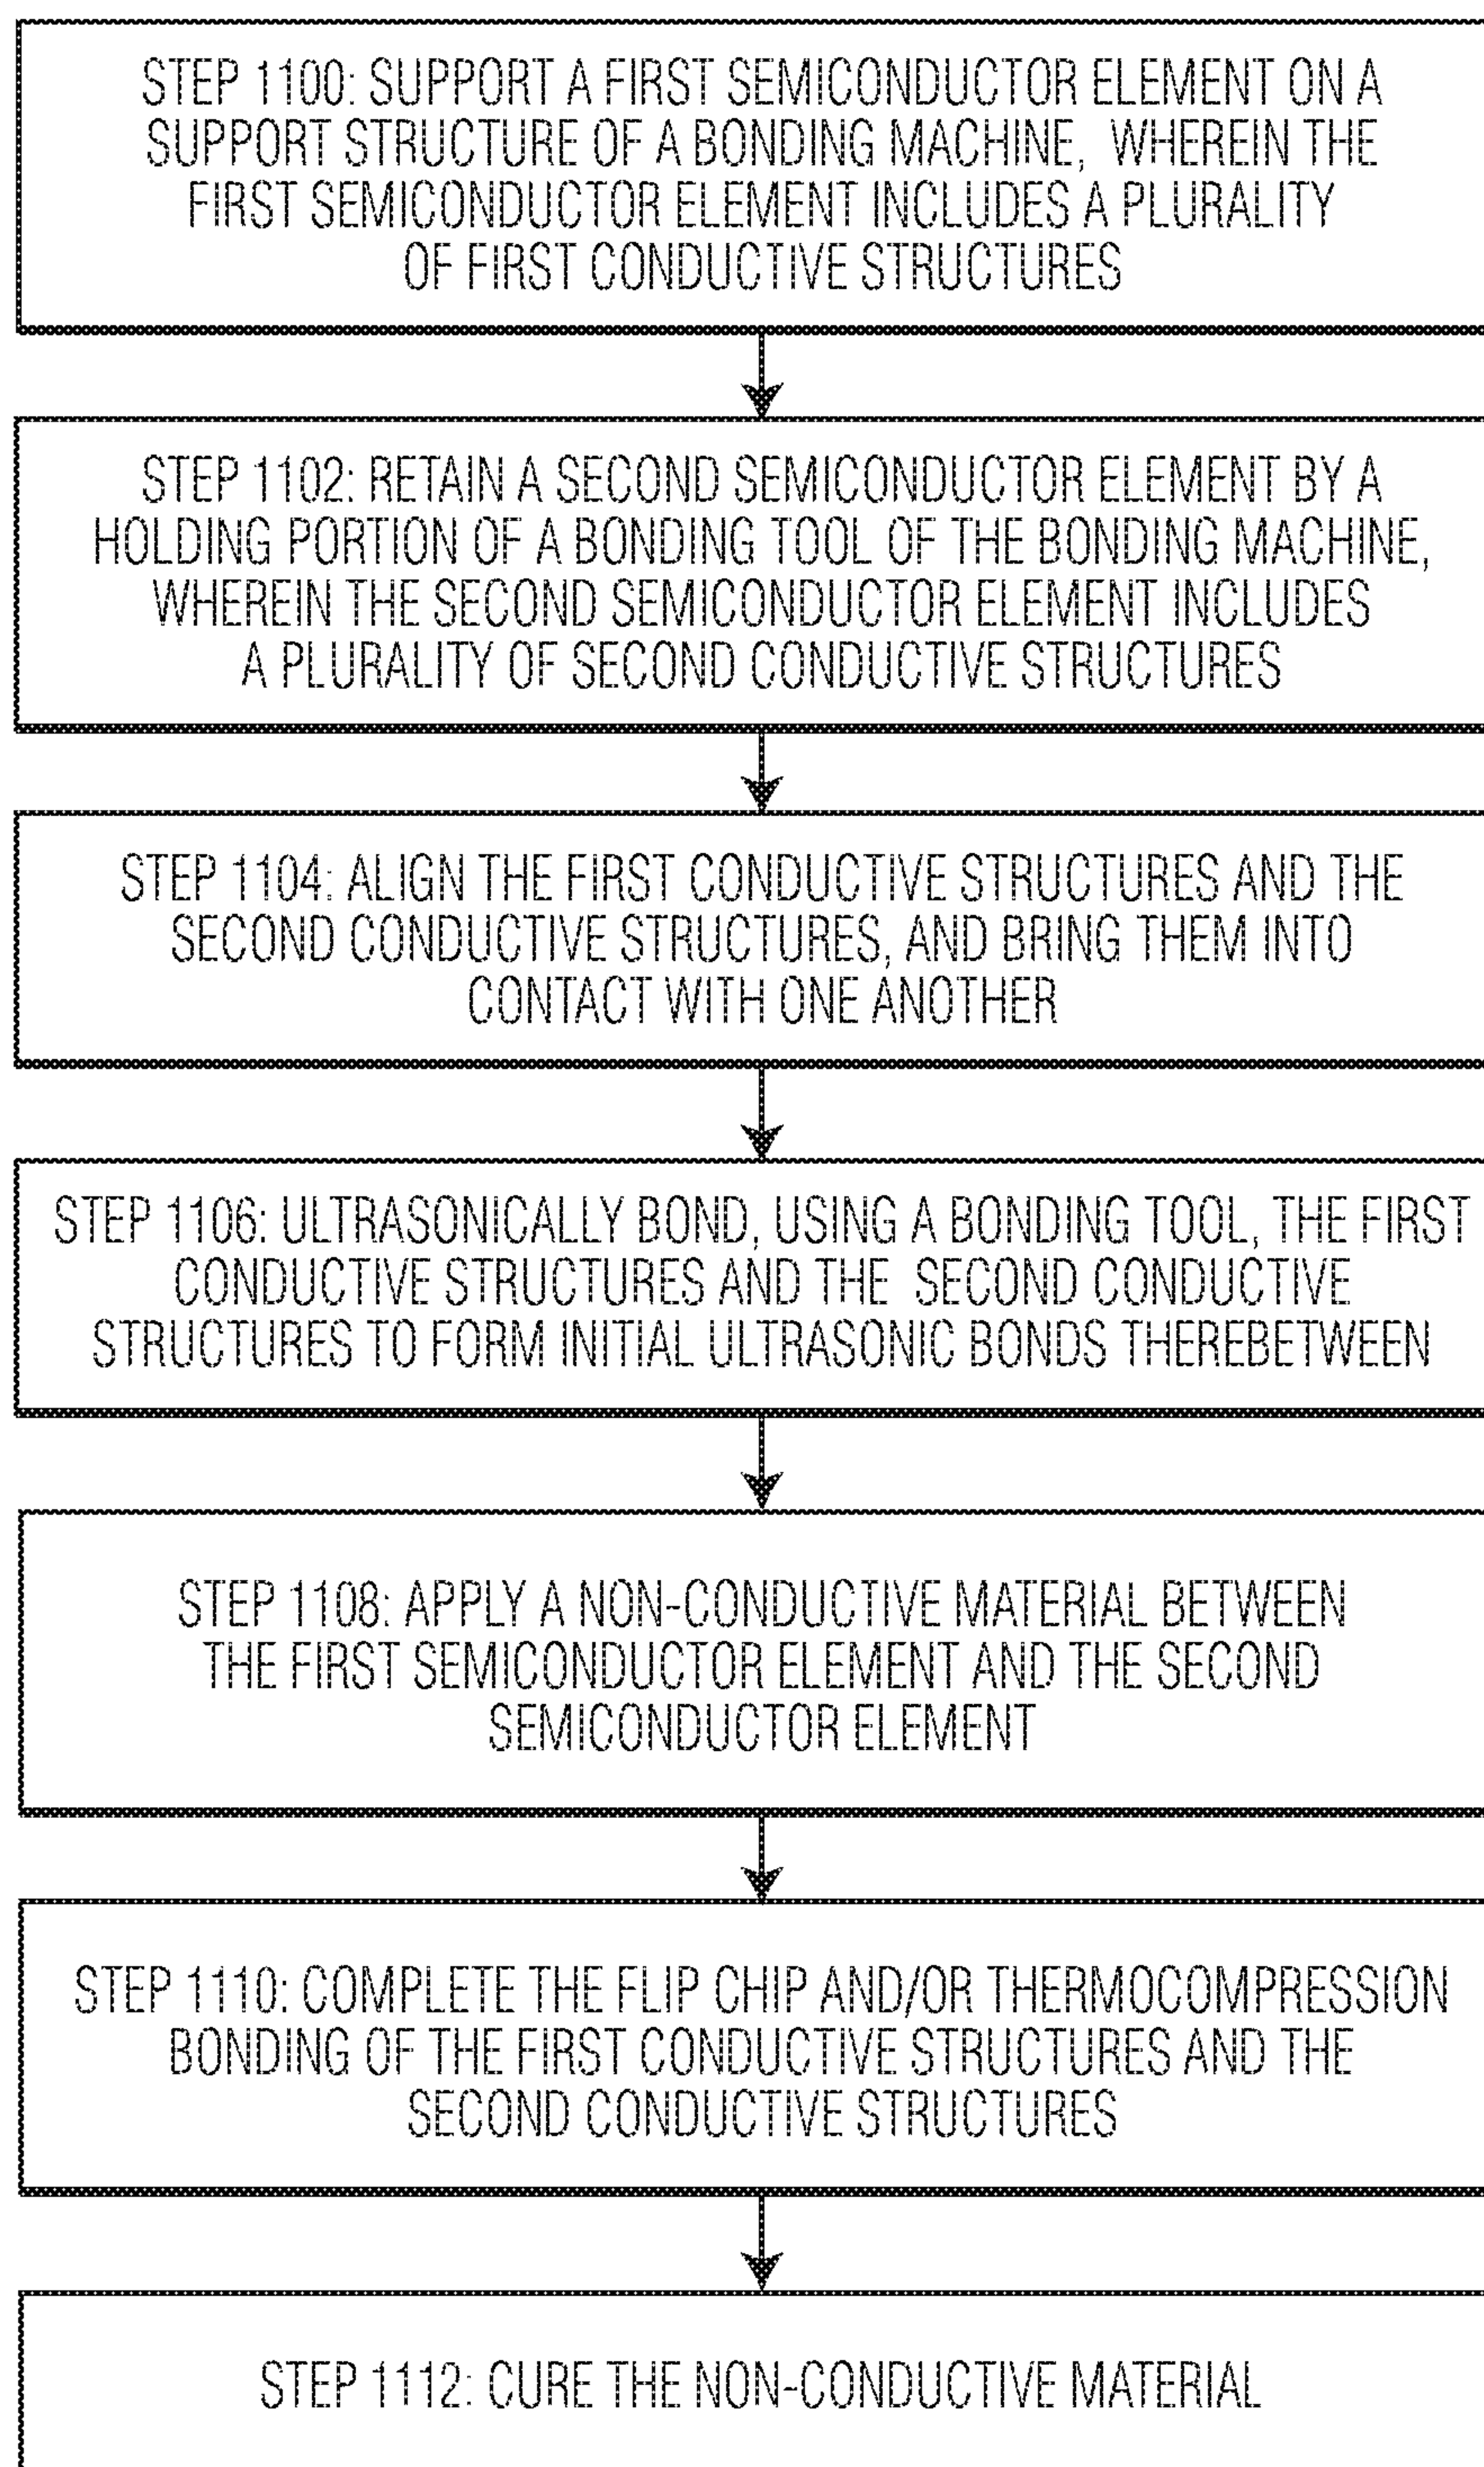 STEP 1100: SUPPORT A FIRST SEMICONDUCTOR ELEMENT ON A
SUPPORT STRUCTURE OF A BONDING MACHINE, WHEREIN THE
FIRST SEMICONDUCTOR ELEMENT INCLUDES A PLURALITY
OF FIRST CONDUCTIVE STRUCTURES
STEP 1102: RETAIN A SECOND SEMICONDUCTOR ELEMENT BY A
HOLDING PORTION OF A BONDING TOOL OF THE BONDING MACHINE,
WHEREIN THE SECOND SEMICONDUCTOR ELEMENT INCLUDES
A PLURALITY OF SECOND CONDUCTIVE STRUCTURES
STEP 1104: ALIGN THE FIRST CONDUCTIVE STRUCTURES AND THE
SECOND CONDUCTIVE STRUCTURES, AND BRING THEM INTO
CONTACT WITH ONE ANOTHER
STEP 1106: ULTRASONICALLY BOND, USING A BONDING TOOL, THE FIRST
CONDUCTIVE STRUCTURES AND THE SECOND CONDUCTIVE
STRUCTURES TO FORM INITIAL ULTRASONIC BONDS THEREBETWEEN
STEP 1108: APPLY A NON-CONDUCTIVE MATERIAL BETWEEN
THE FIRST SEMICONDUCTOR ELEMENT AND THE SECOND
SEMICONDUCTOR ELEMENT
STEP 1110: COMPLETE THE FLIP CHIP AND/OR THERMOCOMPRESSION
BONDING OF THE FIRST CONDUCTIVE STRUCTURES AND THE
SECOND CONDUCTIVE STRUCTURES
STEP 1112: CURE THE NON-CONDUCTIVE MATERIAL